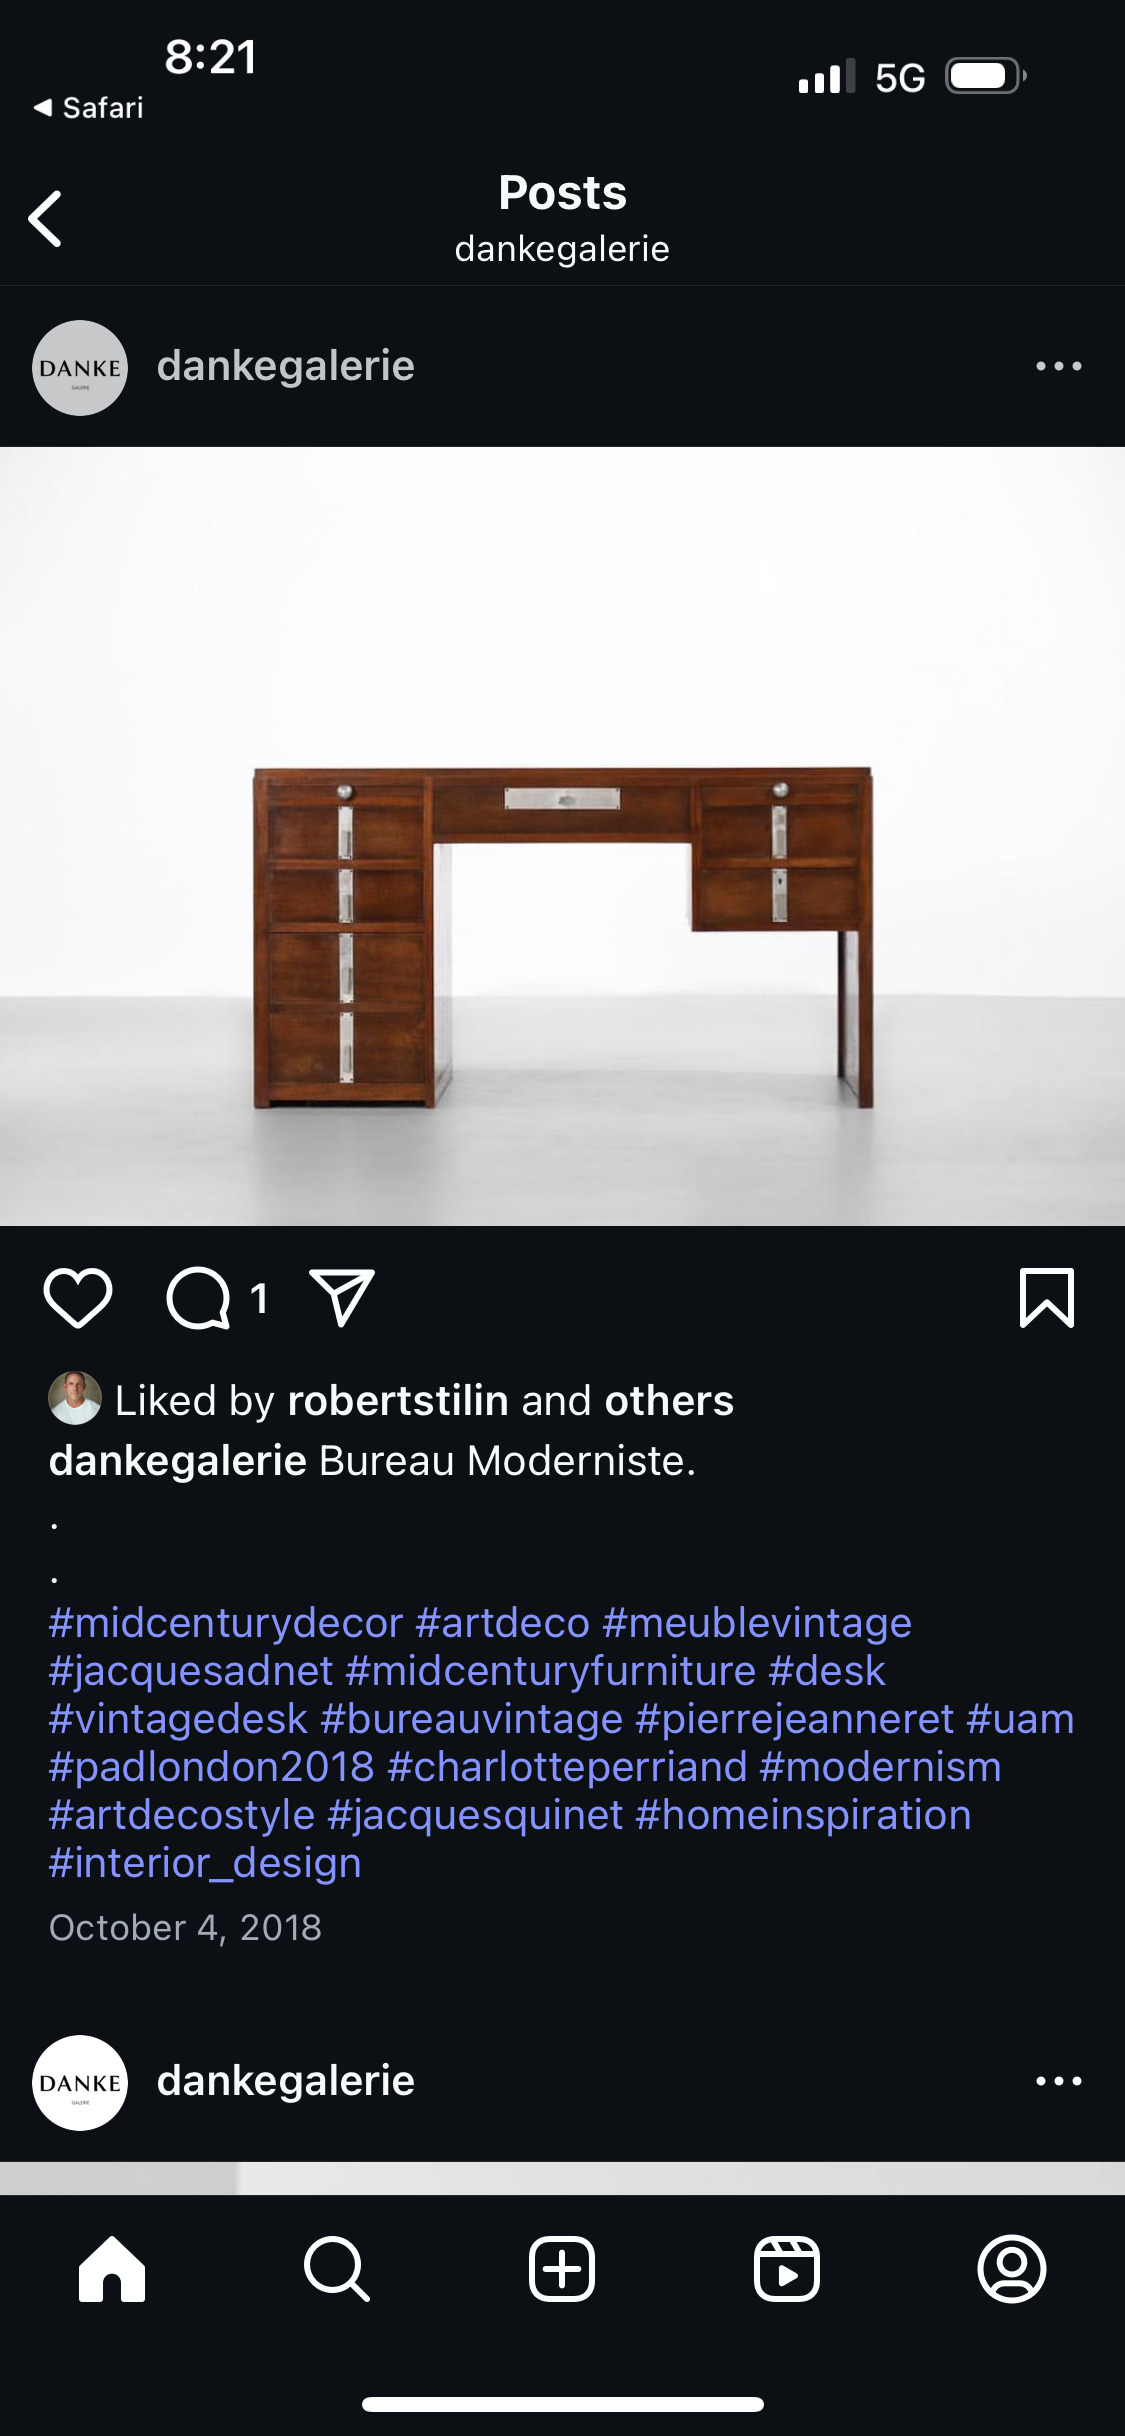 8:21
5G
◀ Safari
Posts
dankegalerie
DANKE
GALERIE
dankegalerie
1
Liked by robertstilin and others
dankegalerie Bureau Moderniste.
.
.
#midcenturydecor #artdeco #meublevintage
#jacquesadnet #midcenturyfurniture #desk
#vintagedesk #bureauvintage #pierrejeanneret #uam
#padlondon2018 #charlotteperriand #modernism
#artdecostyle #jacquesquinet #homeinspiration
#interior_design
October 4, 2018
DANKE
GALERIE
dankegalerie